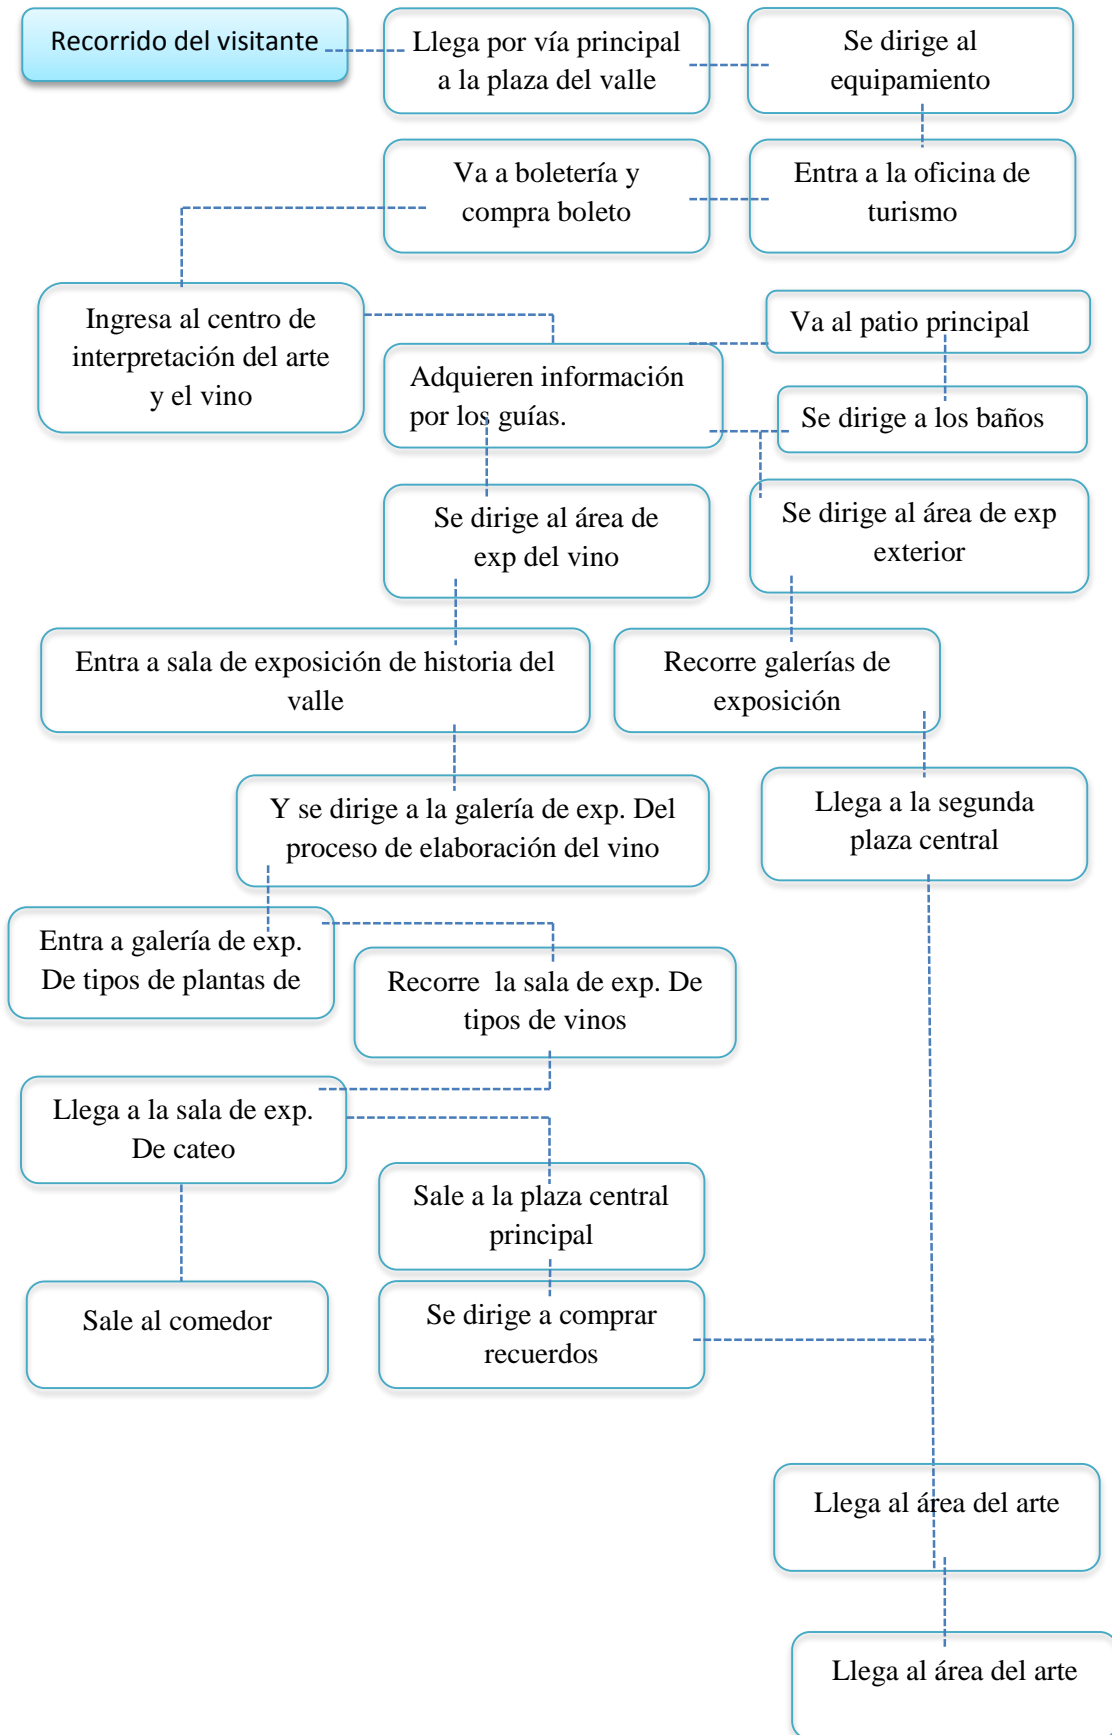 Recorrido del visitante
Llega por vía principal
a la plaza del valle
Se dirige al
equipamiento
Va a boletería y
compra boleto
Entra a la oficina de
turismo
Ingresa al centro de
interpretación del arte
y el vino
Va al patio principal
Adquieren información
por los guías.
Se dirige a los baños
Se dirige al área de
exp del vino
Se dirige al área de exp
exterior
Entra a sala de exposición de historia del
valle
Recorre galerías de
exposición
Y se dirige a la galería de exp. Del
proceso de elaboración del vino
Llega a la segunda
plaza central
Entra a galería de exp.
De tipos de plantas de
Recorre la sala de exp. De
tipos de vinos
Llega a la sala de exp.
De cateo
Sale a la plaza central
principal
Sale al comedor
Se dirige a comprar
recuerdos
Llega al área del arte
Llega al área del arte